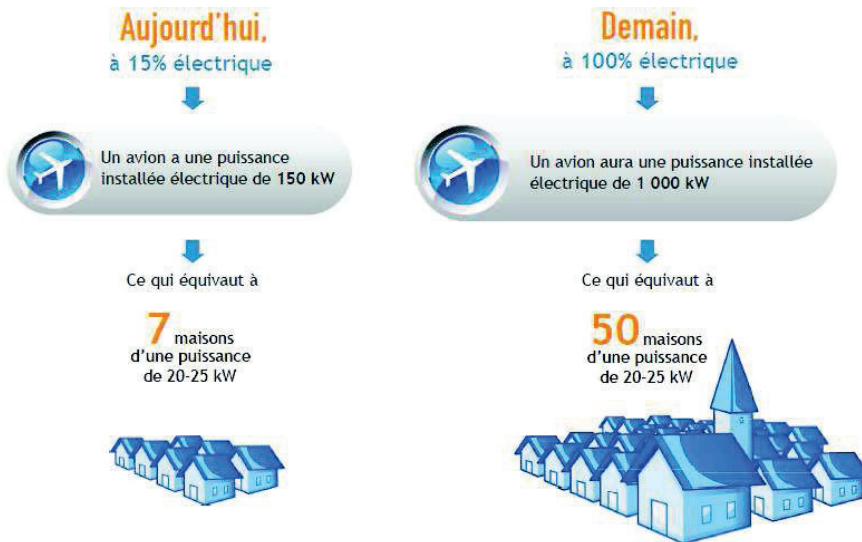 Aujourd'hui,
à 15% électrique
Un avion a une puissance
installée électrique de 150 kW
Ce qui équivaut à
7 maisons
d'une puissance
de 20-25 kW
Demain,
à 100% électrique
Un avion aura une puissance installée
électrique de 1 000 kW
Ce qui équivaut à
50 maisons
d'une puissance
de 20-25 kW